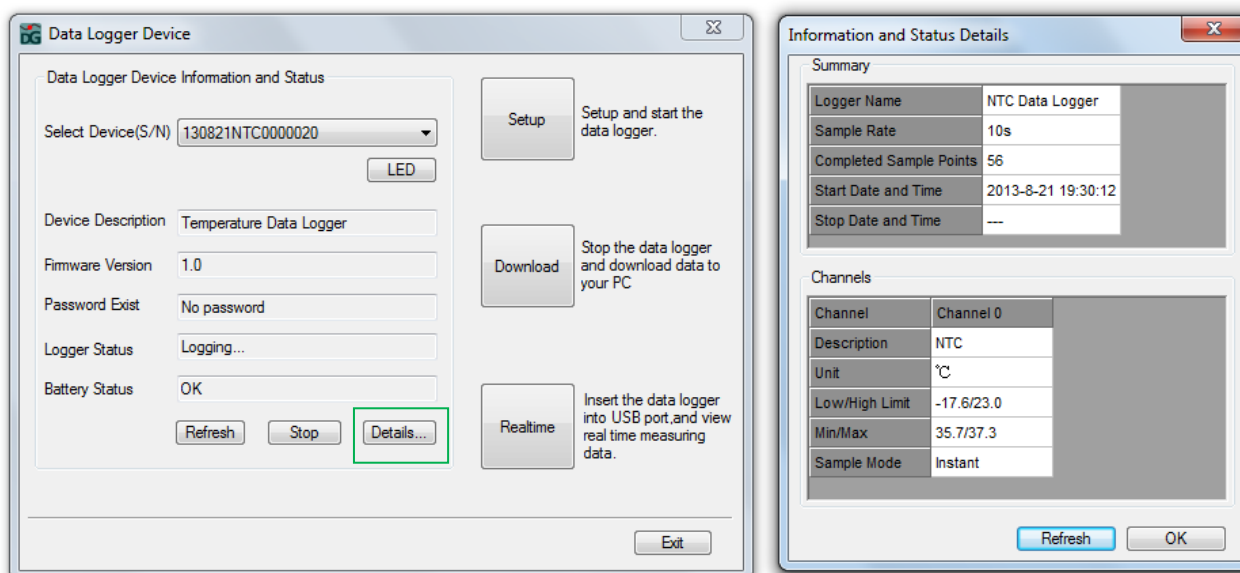 DG Data Logger Device
Data Logger Device Information and Status
Select Device(S/N) 130821NTC0000020
LED
Device Description Temperature Data Logger
Firmware Version 1.0
Password Exist No password
Logger Status Logging...
Battery Status OK
Refresh Stop Details...
Setup
Setup and start the
data logger.
Download
Stop the data logger
and download data to
your PC
Realtime
Insert the data logger
into USB port,and view
real time measuring
data.
Exit
Information and Status Details
Summary
Logger Name NTC Data Logger
Sample Rate 10s
Completed Sample Points 56
Start Date and Time 2013-8-21 19:30:12
Stop Date and Time ---
Channels
Channel Channel 0
Description NTC
Unit ℃
Low/High Limit -17.6/23.0
Min/Max 35.7/37.3
Sample Mode Instant
Refresh OK